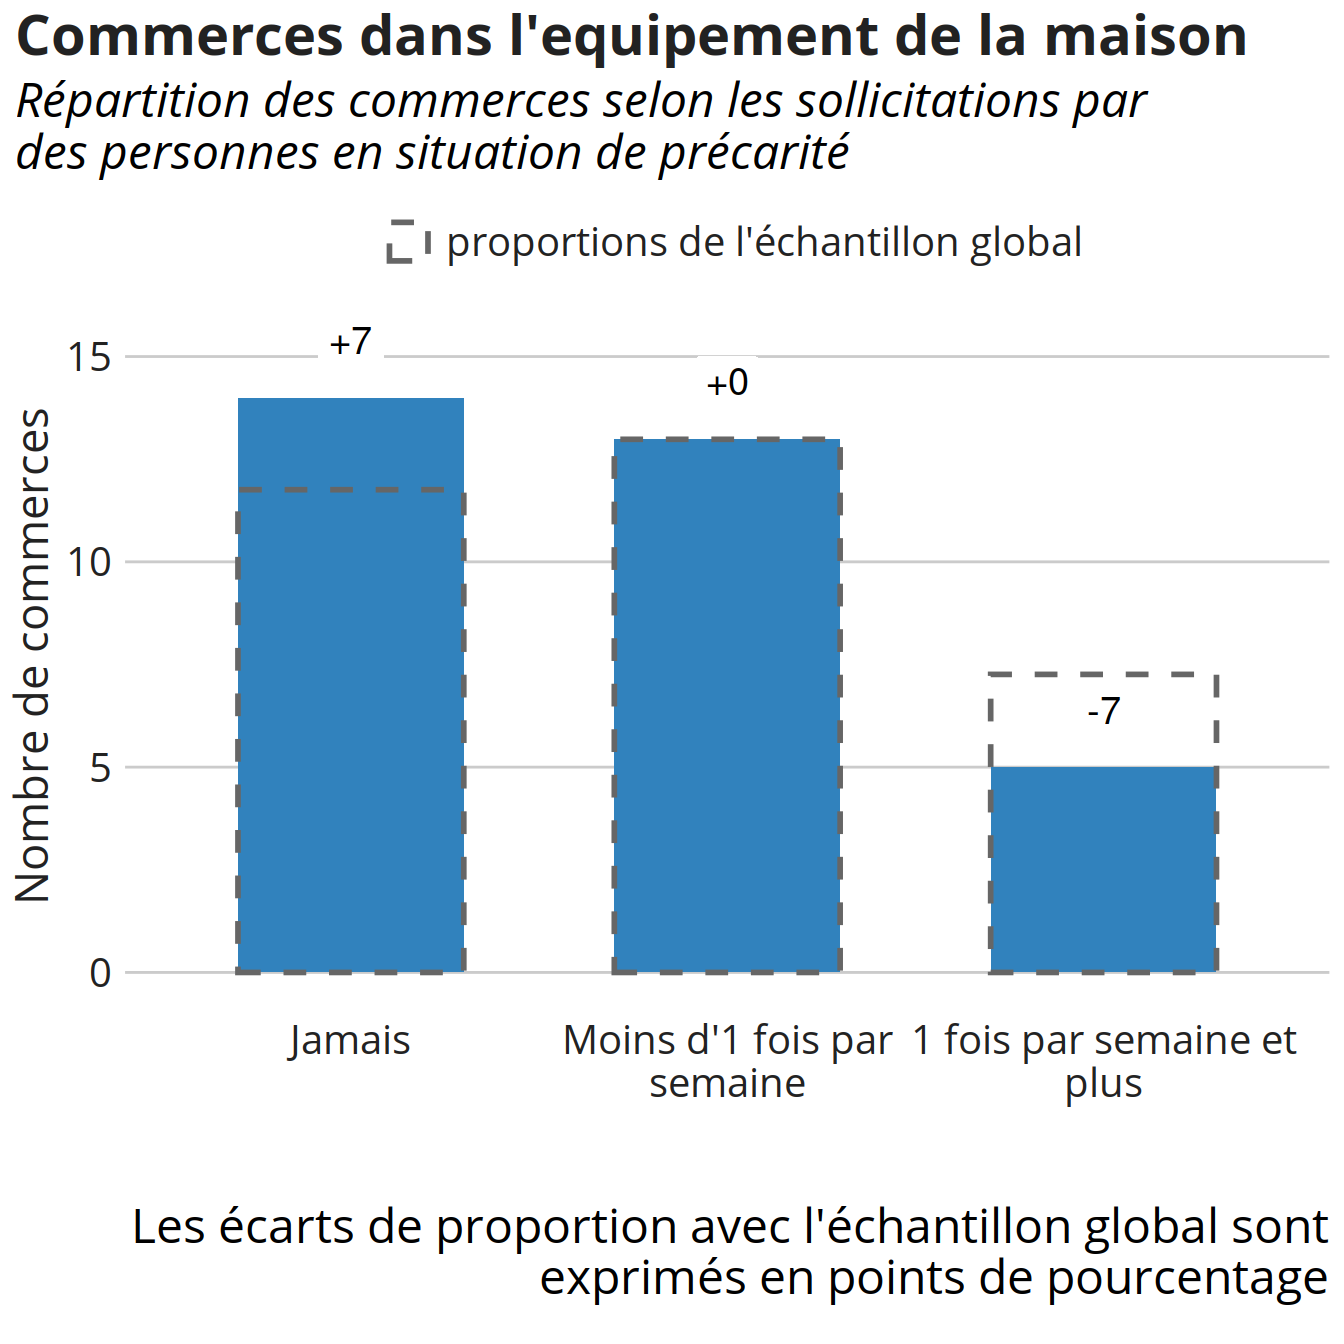 Commerces dans l'equipement de la maison
Répartition des commerces selon les sollicitations par
des personnes en situation de précarité
proportions de l'échantillon global
Nombre de commerces
15
10
5
0
+7
+0
-7
Jamais
Moins d'1 fois par
semaine
1 fois par semaine et
plus
Les écarts de proportion avec l'échantillon global sont
exprimés en points de pourcentage